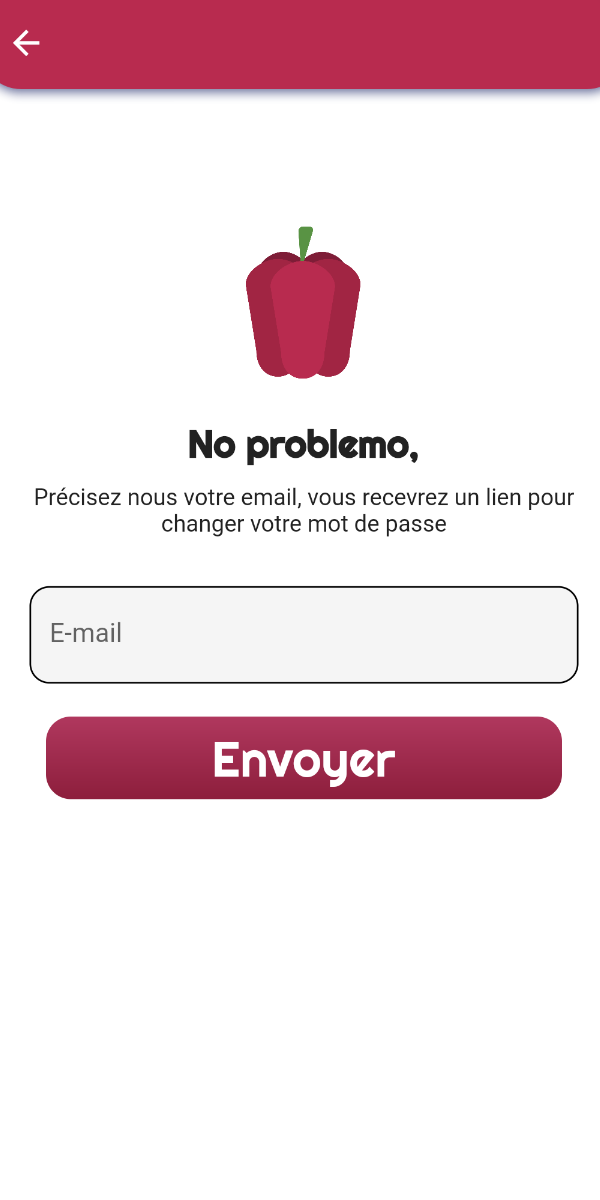 No problemo,
Précisez nous votre email, vous recevrez un lien pour
changer votre mot de passe
E-mail
Envoyer